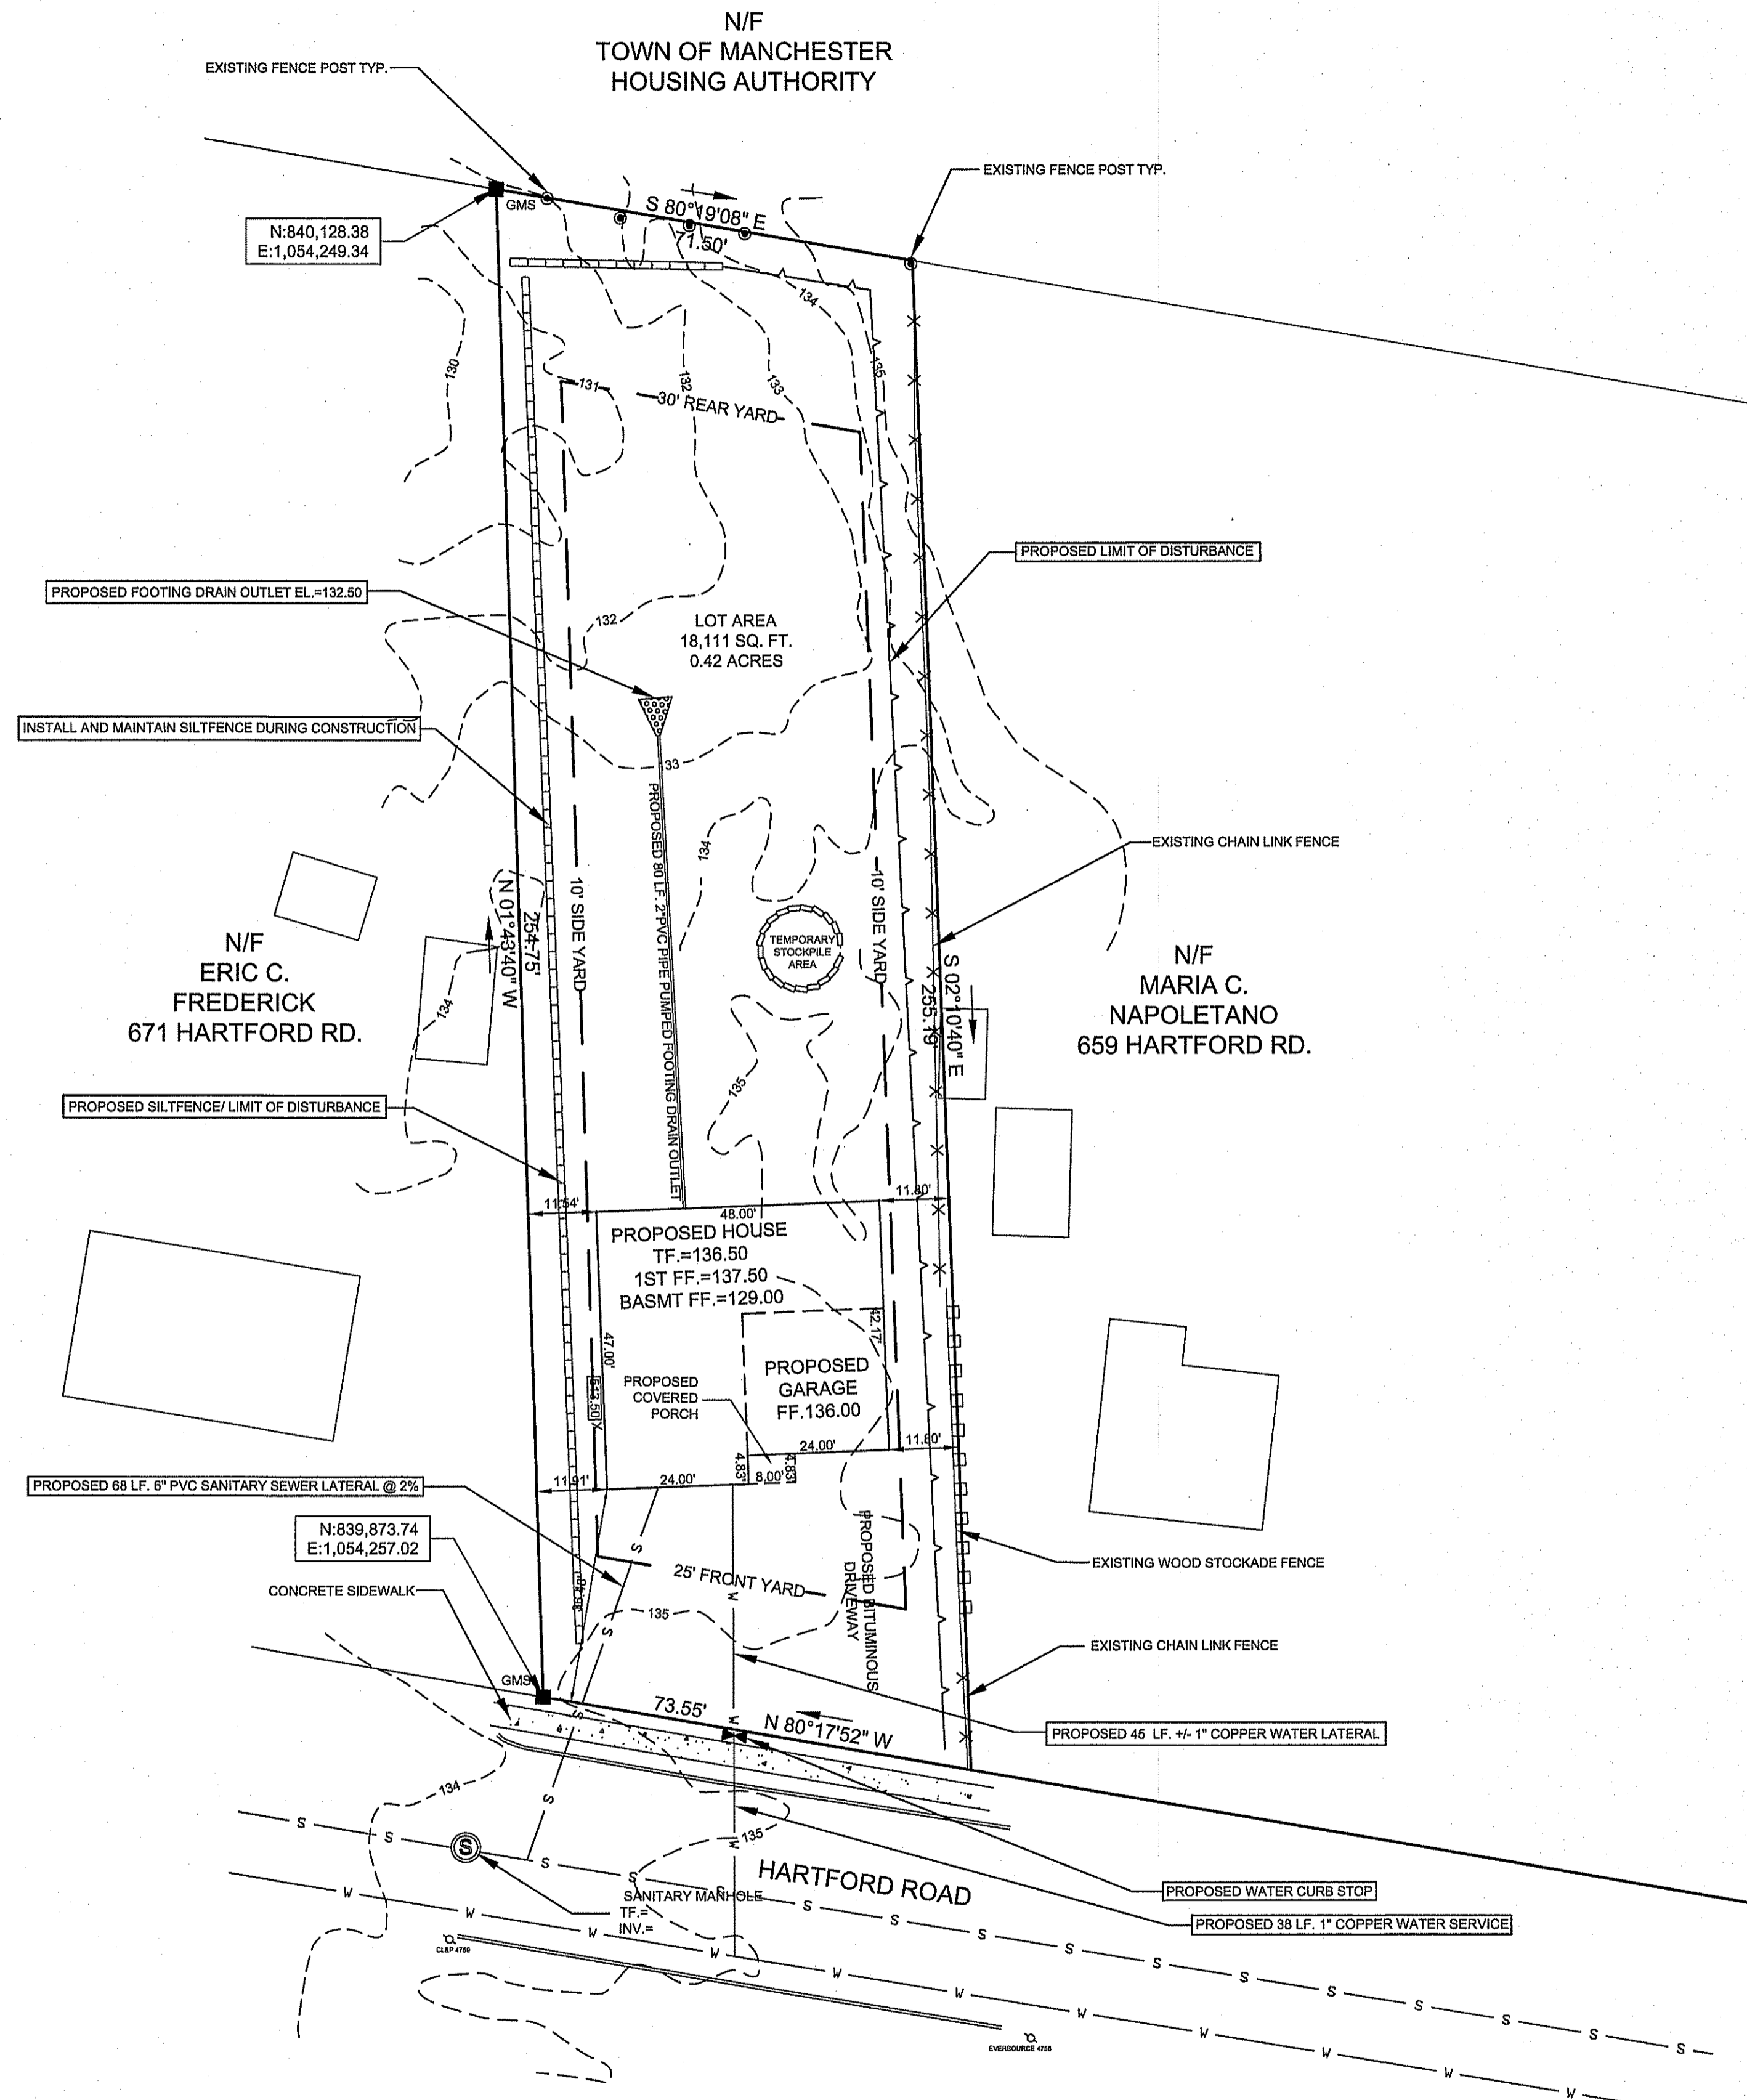 N/F
TOWN OF MANCHESTER
HOUSING AUTHORITY
EXISTING FENCE POST TYP.
EXISTING FENCE POST TYP.
GMS
S 80°19'08" E
71.50'
N:840,128.38
E:1,054,249.34
134
130
135
131
132
133
30' REAR YARD
PROPOSED LIMIT OF DISTURBANCE
PROPOSED FOOTING DRAIN OUTLET EL.=132.50
132
LOT AREA
18,111 SQ. FT.
0.42 ACRES
INSTALL AND MAINTAIN SILTFENCE DURING CONSTRUCTION
33
PROPOSED 80 LF. 2"PVC PIPE PUMPED FOOTING DRAIN OUTLET
134
EXISTING CHAIN LINK FENCE
N 01°43'40" W
254.75'
10' SIDE YARD
10' SIDE YARD
TEMPORARY
STOCKPILE
AREA
S 02°10'40" E
255.19'
N/F
ERIC C.
FREDERICK
671 HARTFORD RD.
134
N/F
MARIA C.
NAPOLETANO
659 HARTFORD RD.
135
PROPOSED SILTFENCE/ LIMIT OF DISTURBANCE
11.54'
11.80'
48.00'
PROPOSED HOUSE
TF.=136.50
1ST FF.=137.50
BASMT FF.=129.00
42.17'
47.00'
PROPOSED
GARAGE
FF.136.00
PROPOSED
COVERED
PORCH
24.00'
11.80'
4.83'
8.00'
4.83'
11.91'
24.00'
PROPOSED 68 LF. 6" PVC SANITARY SEWER LATERAL @ 2%
N:839,873.74
E:1,054,257.02
S
25' FRONT YARD
W
PROPOSED BITUMINOUS
DRIVEWAY
EXISTING WOOD STOCKADE FENCE
CONCRETE SIDEWALK
135
S
EXISTING CHAIN LINK FENCE
GMS
73.55'
W
N 80°17'52" W
S
PROPOSED 45 LF. +/- 1" COPPER WATER LATERAL
134
S
135
W
S S S S S S S S S S S S S S S
S
HARTFORD ROAD
SANITARY MANHOLE
TF.=
INV.=
PROPOSED WATER CURB STOP
PROPOSED 38 LF. 1" COPPER WATER SERVICE
W W W W W W W W W W W
CL&P 4759
EVERSOURCE 4758